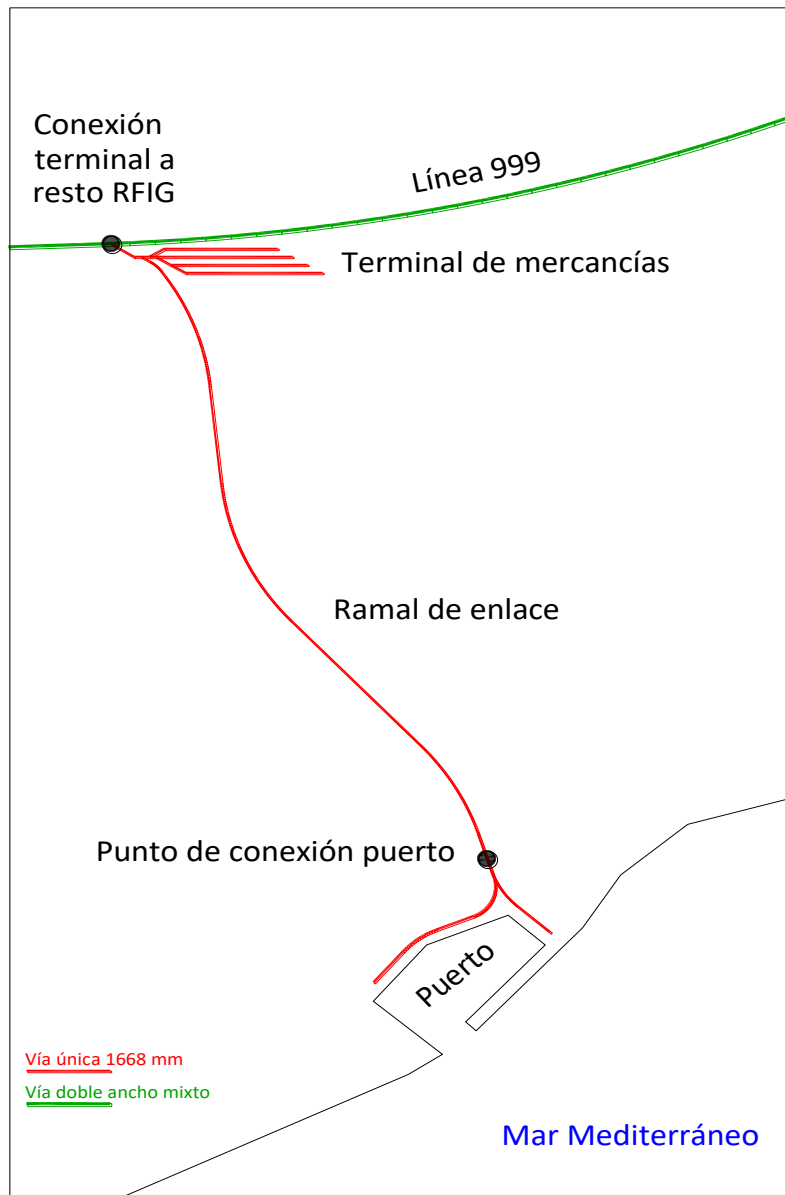 Conexión
terminal a
resto RFIG
Línea 999
Terminal de mercancías
Ramal de enlace
Punto de conexión puerto
Puerto
Vía única 1668 mm
Vía doble ancho mixto
Mar Mediterráneo